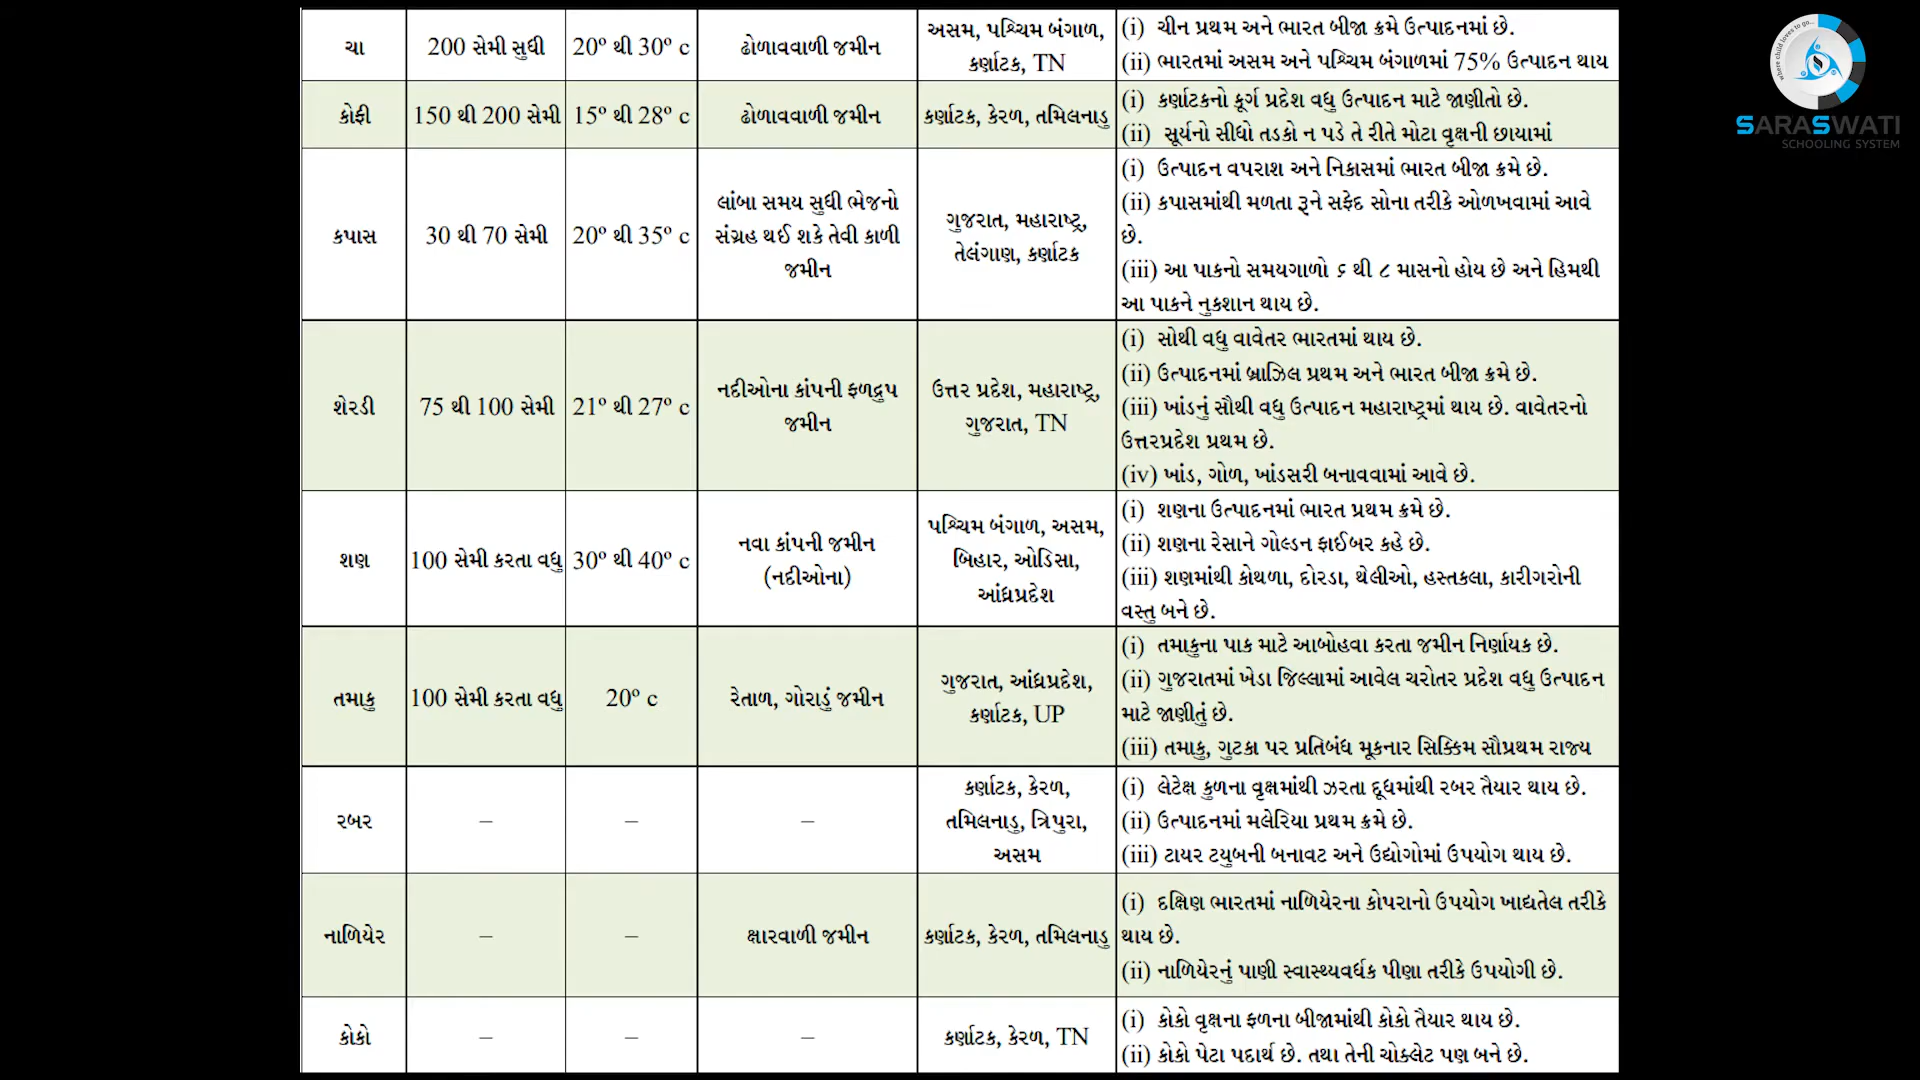 ચા
200 સેમી સુધી
20° થી 30° c
ઢોળાવવાળી જમીન
અસમ, પશ્ચિમ બંગાળ,
કર્ણાટક, TN
(i) ચીન પ્રથમ અને ભારત બીજા ક્રમે ઉત્પાદનમાં છે.
(ii) ભારતમાં અસમ અને પશ્ચિમ બંગાળમાં 75% ઉત્પાદન થાય
કોફી
150 થી 200 સેમી
15° થી 28° c
ઢોળાવવાળી જમીન
કર્ણાટક, કેરળ, તમિલનાડુ
(i) કર્ણાટકનો કૂર્ગ પ્રદેશ વધુ ઉત્પાદન માટે જાણીતો છે.
(ii) સૂર્યનો સીધો તડકો ન પડે તે રીતે મોટા વૃક્ષની છાયામાં
કપાસ
30 થી 70 સેમી
20° થી 35° c
લાંબા સમય સુધી ભેજનો
સંગ્રહ થઈ શકે તેવી કાળી
જમીન
ગુજરાત, મહારાષ્ટ્ર,
તેલંગાણ, કર્ણાટક
(i) ઉત્પાદન વપરાશ અને નિકાસમાં ભારત બીજા ક્રમે છે.
(ii) કપાસમાંથી મળતા રૂને સફેદ સોના તરીકે ઓળખવામાં આવે
છે.
(iii) આ પાકનો સમયગાળો ૬ થી ૮ માસનો હોય છે અને હિમથી
આ પાકને નુકશાન થાય છે.
શેરડી
75 થી 100 સેમી
21° થી 27° c
નદીઓના કાંપની ફળદ્રુપ
જમીન
ઉત્તર પ્રદેશ, મહારાષ્ટ્ર,
ગુજરાત, TN
(i) સોથી વધુ વાવેતર ભારતમાં થાય છે.
(ii) ઉત્પાદનમાં બ્રાઝિલ પ્રથમ અને ભારત બીજા ક્રમે છે.
(iii) ખાંડનું સૌથી વધુ ઉત્પાદન મહારાષ્ટ્રમાં થાય છે. વાવેતરનો
ઉત્તરપ્રદેશ પ્રથમ છે.
(iv) ખાંડ, ગોળ, ખાંડસરી બનાવવામાં આવે છે.
શણ
100 સેમી કરતા વધુ
30° થી 40° c
નવા કાંપની જમીન
(નદીઓના)
પશ્ચિમ બંગાળ, અસમ,
બિહાર, ઓડિસા,
આંધ્રપ્રદેશ
(i) શણના ઉત્પાદનમાં ભારત પ્રથમ ક્રમે છે.
(ii) શણના રેસાને ગોલ્ડન ફાઈબર કહે છે.
(iii) શણમાંથી કોથળા, દોરડા, થેલીઓ, હસ્તકલા, કારીગરોની
વસ્તુ બને છે.
તમાકુ
100 સેમી કરતા વધુ
20° c
રેતાળ, ગોરાડું જમીન
ગુજરાત, આંધ્રપ્રદેશ,
કર્ણાટક, UP
(i) તમાકુના પાક માટે આબોહવા કરતા જમીન નિર્ણાયક છે.
(ii) ગુજરાતમાં ખેડા જિલ્લામાં આવેલ ચરોતર પ્રદેશ વધુ ઉત્પાદન
માટે જાણીતું છે.
(iii) તમાકુ, ગુટકા પર પ્રતિબંધ મૂકનાર સિક્કિમ સૌપ્રથમ રાજ્ય
રબર
–
–
–
કર્ણાટક, કેરળ,
તમિલનાડુ, ત્રિપુરા,
અસમ
(i) લેટેક્ષ કુળના વૃક્ષમાંથી ઝરતા દૂધમાંથી રબર તૈયાર થાય છે.
(ii) ઉત્પાદનમાં મલેરિયા પ્રથમ ક્રમે છે.
(iii) ટાયર ટયુબની બનાવટ અને ઉદ્યોગોમાં ઉપયોગ થાય છે.
નાળિયેર
–
–
ક્ષારવાળી જમીન
કર્ણાટક, કેરળ, તમિલનાડુ
(i) દક્ષિણ ભારતમાં નાળિયેરના કોપરાનો ઉપયોગ ખાદ્યતેલ તરીકે
થાય છે.
(ii) નાળિયેરનું પાણી સ્વાસ્થ્યવર્ધક પીણા તરીકે ઉપયોગી છે.
કોકો
–
–
–
કર્ણાટક, કેરળ, TN
(i) કોકો વૃક્ષના ફળના બીજામાંથી કોકો તૈયાર થાય છે.
(ii) કોકો પેટા પદાર્થ છે. તથા તેની ચોક્લેટ પણ બને છે.
where child loves to go...
SARASWATI
SCHOOLING SYSTEM